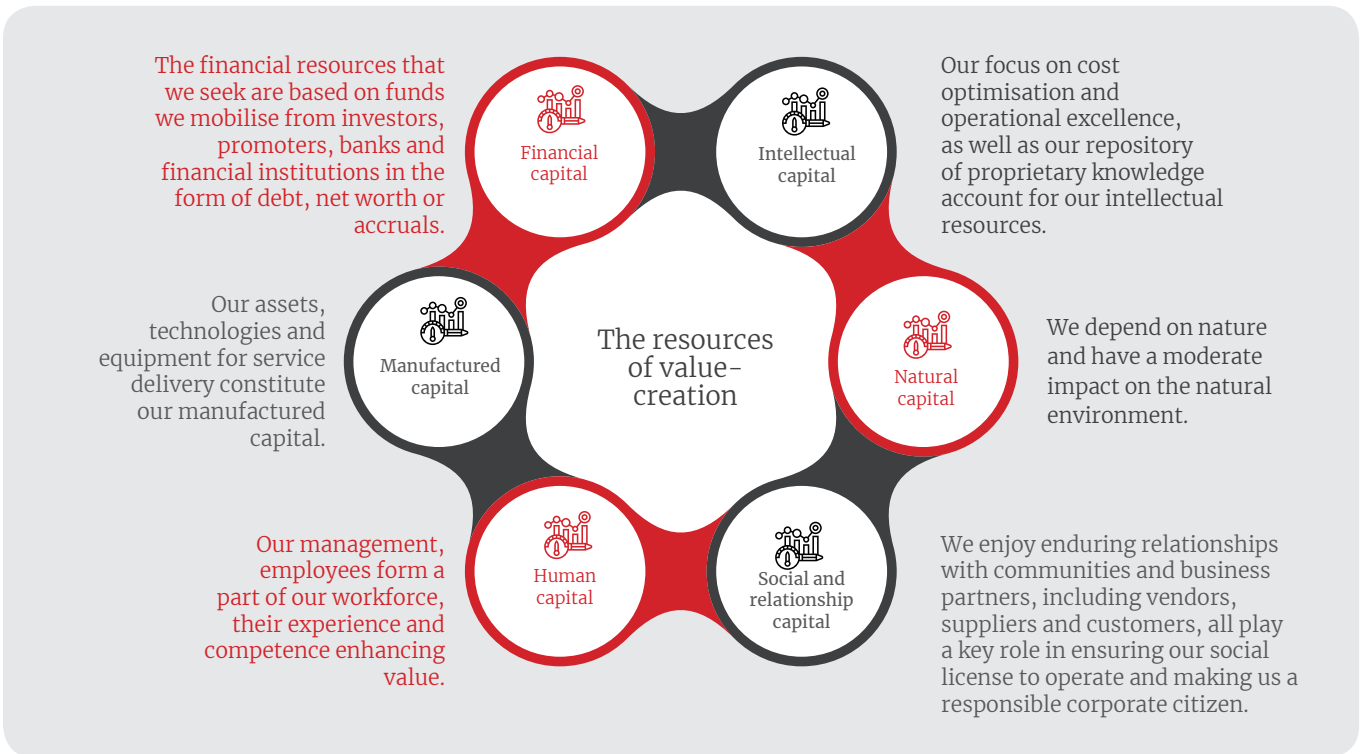 The financial resources that
we seek are based on funds
we mobilise from investors,
promoters, banks and
financial institutions in the
form of debt, net worth or
accruals.
Financial
capital
Intellectual
capital
Our focus on cost
optimisation and
operational excellence,
as well as our repository
of proprietary knowledge
account for our intellectual
resources.
Our assets,
technologies and
equipment for service
delivery constitute
our manufactured
capital.
Manufactured
capital
The resources
of value-
creation
Natural
capital
We depend on nature
and have a moderate
impact on the natural
environment.
Our management,
employees form a
part of our workforce,
their experience and
competence enhancing
value.
Human
capital
Social and
relationship
capital
We enjoy enduring relationships
with communities and business
partners, including vendors,
suppliers and customers, all play
a key role in ensuring our social
license to operate and making us a
responsible corporate citizen.